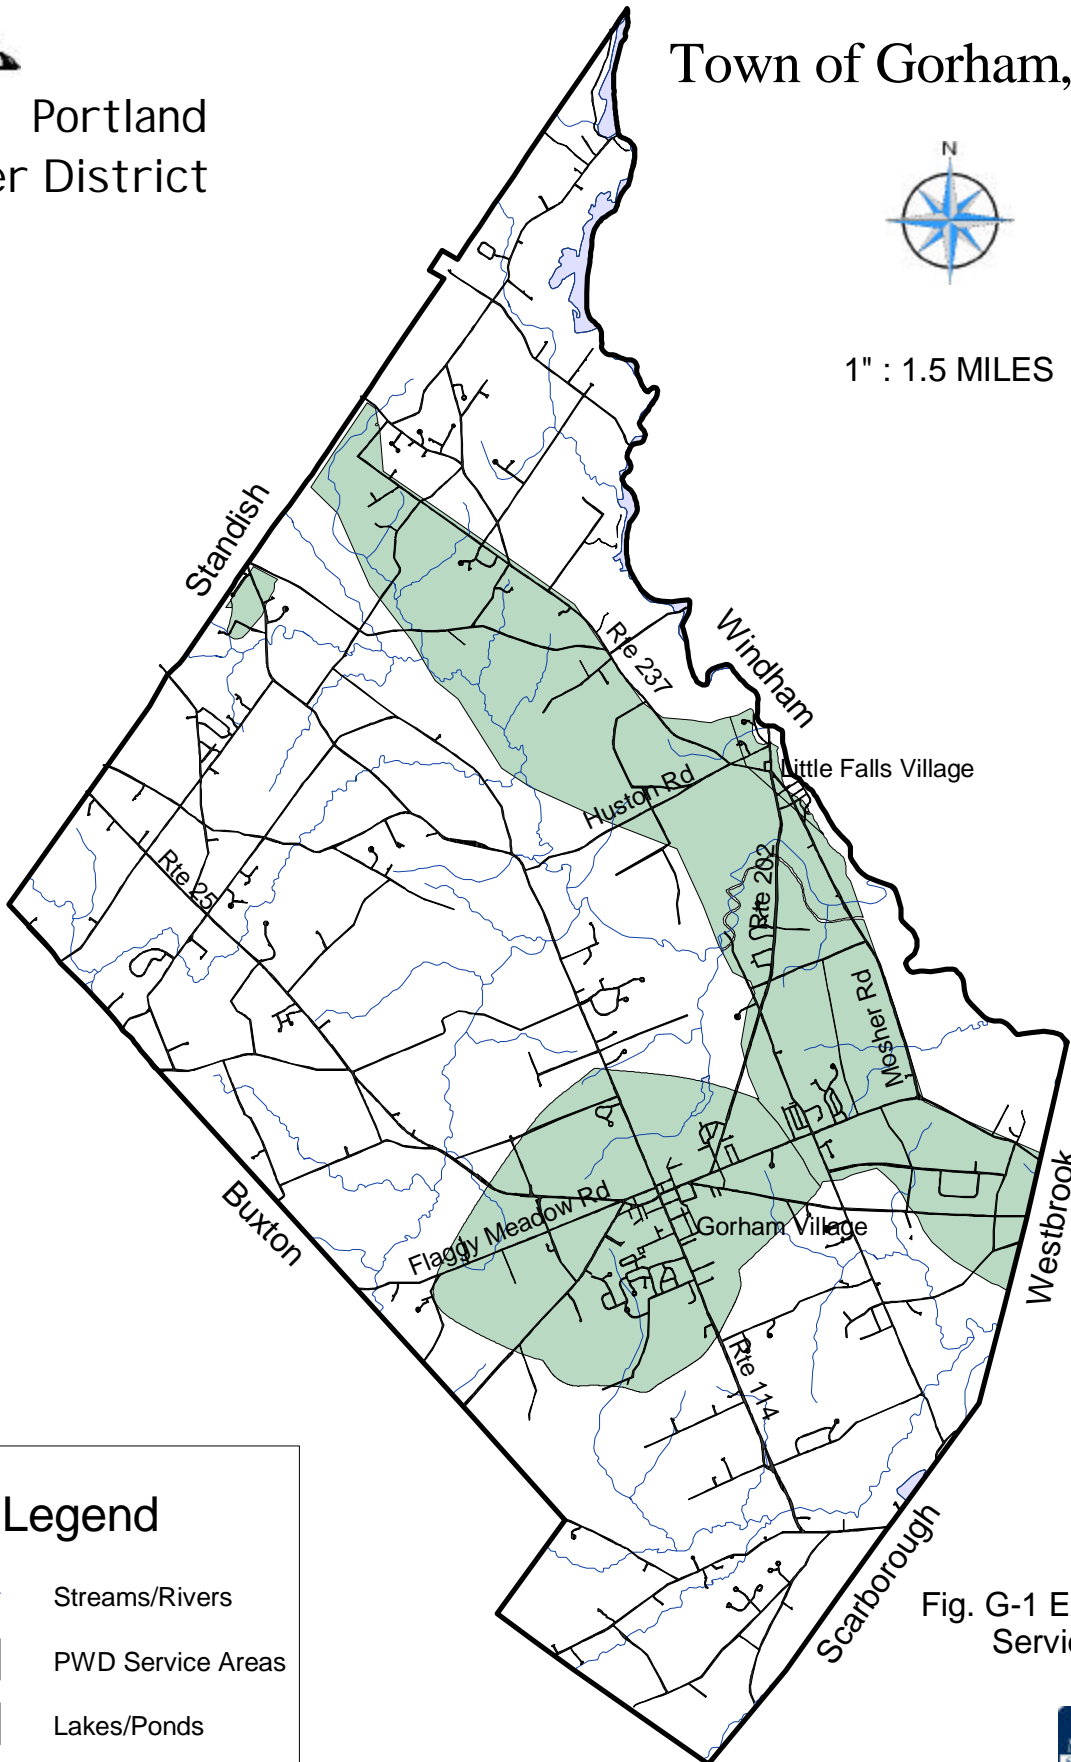 Town of Gorham,
Portland
er District
N
1" : 1.5 MILES
Standish
Windham
Rte 237
Little Falls Village
Huston Rd
Rte 202
Rte 25
Mosher Rd
Westbrook
Buxton
Flaggy Meadow Rd
Gorham Village
Rte 114
Scarborough
Legend
Streams/Rivers
PWD Service Areas
Lakes/Ponds
Fig. G-1 E
Servic